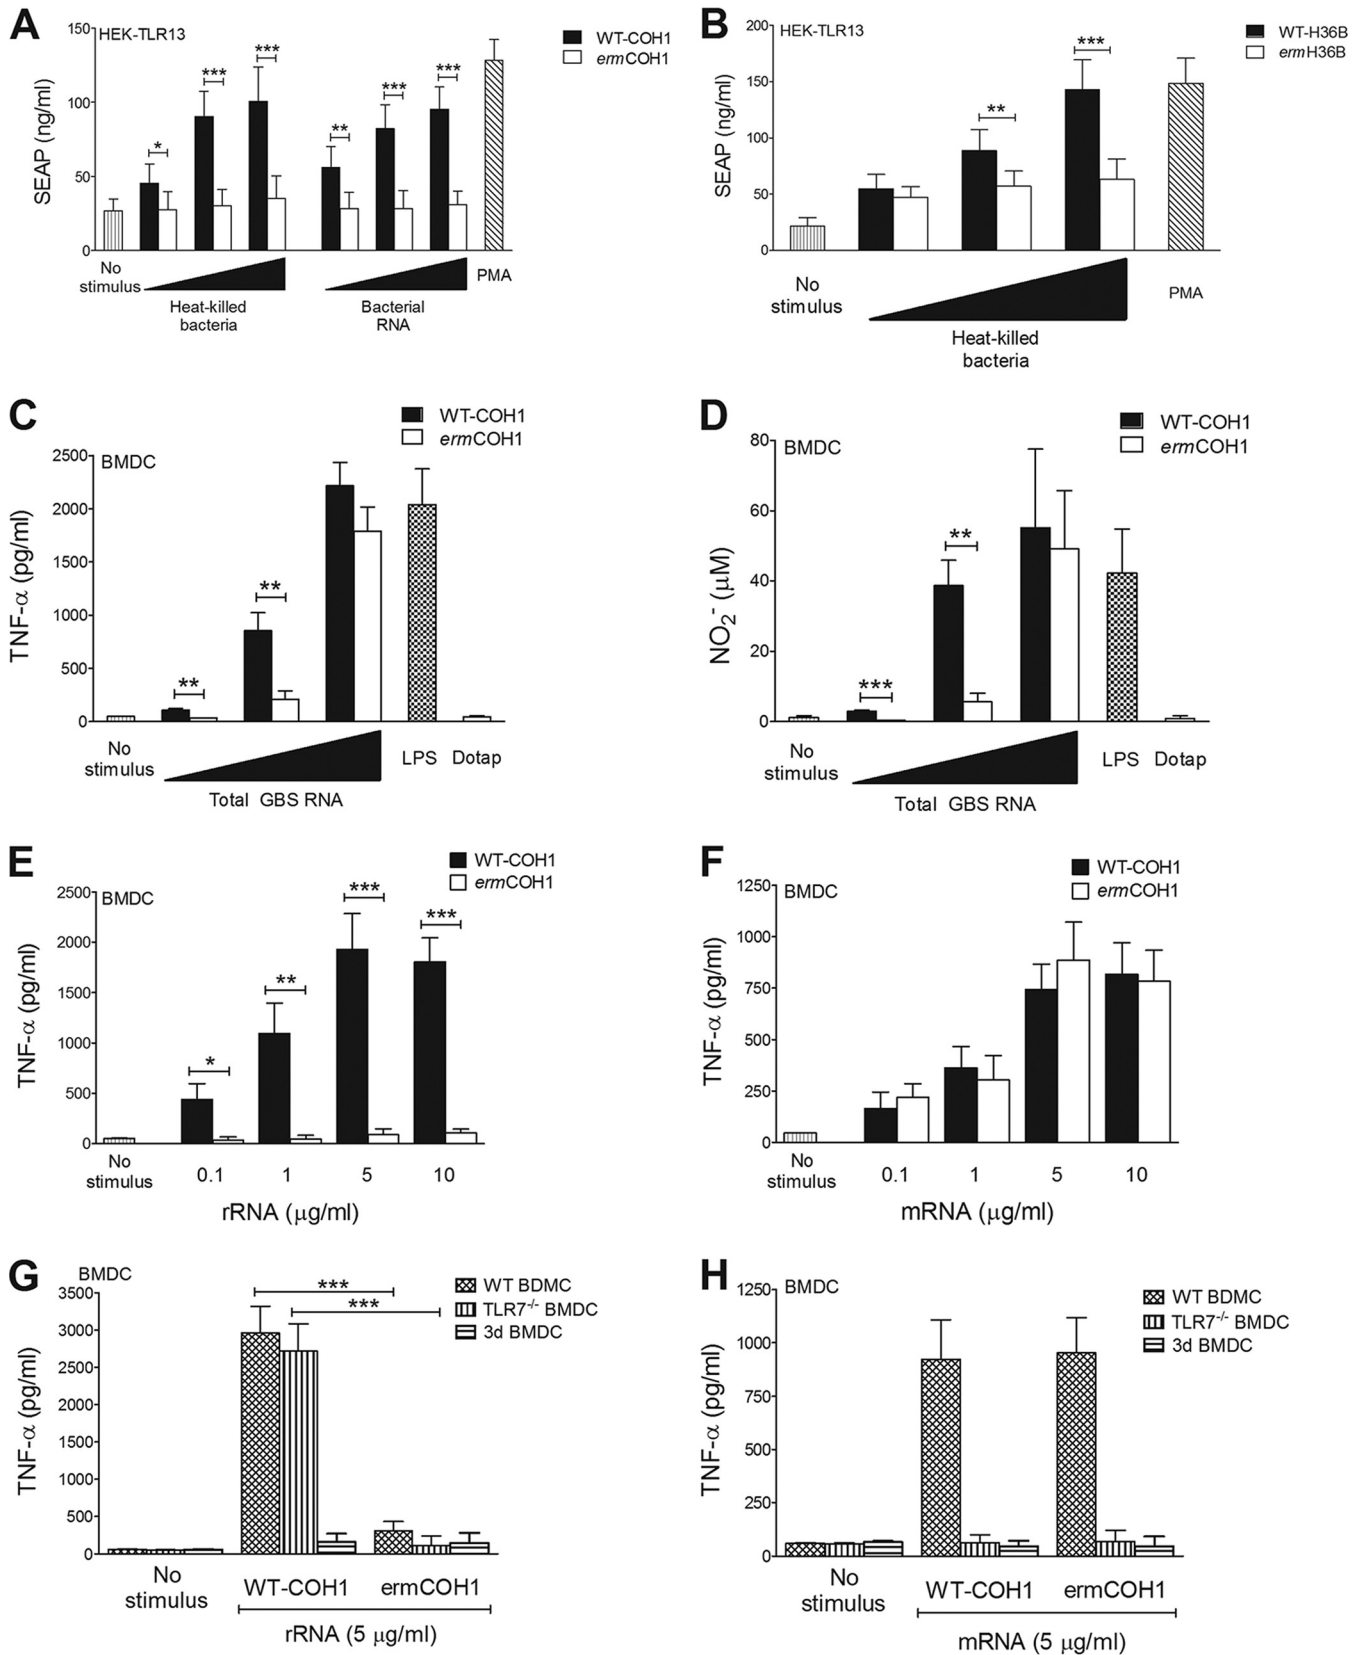 A
HEK-TLR13
WT-COH1
ermCOH1
SEAP (ng/ml)
150
100
50
0
*
***
***
**
***
***
No
stimulus
Heat-killed
bacteria
Bacterial
RNA
PMA
B
HEK-TLR13
WT-H36B
ermH36B
SEAP (ng/ml)
200
150
100
50
0
**
***
No
stimulus
Heat-killed
bacteria
PMA
C
BMDC
WT-COH1
ermCOH1
TNF-α (pg/ml)
2500
2000
1500
1000
500
0
**
**
No
stimulus
Total GBS RNA
LPS
Dotap
D
BMDC
WT-COH1
ermCOH1
NO₂⁻ (μM)
80
60
40
20
0
***
**
No
stimulus
Total GBS RNA
LPS
Dotap
E
BMDC
WT-COH1
ermCOH1
TNF-α (pg/ml)
2500
2000
1500
1000
500
0
*
**
***
***
No
stimulus
0.1
1
5
10
rRNA (μg/ml)
F
BMDC
WT-COH1
ermCOH1
TNF-α (pg/ml)
1250
1000
750
500
250
0
No
stimulus
0.1
1
5
10
mRNA (μg/ml)
G
BMDC
WT BDMC
TLR7⁻/⁻ BMDC
3d BMDC
TNF-α (pg/ml)
3500
3000
2500
2000
1500
1000
500
0
***
***
No
stimulus
WT-COH1
ermCOH1
rRNA (5 μg/ml)
H
BMDC
WT BDMC
TLR7⁻/⁻ BMDC
3d BMDC
TNF-α (pg/ml)
1250
1000
750
500
250
0
No
stimulus
WT-COH1
ermCOH1
mRNA (5 μg/ml)